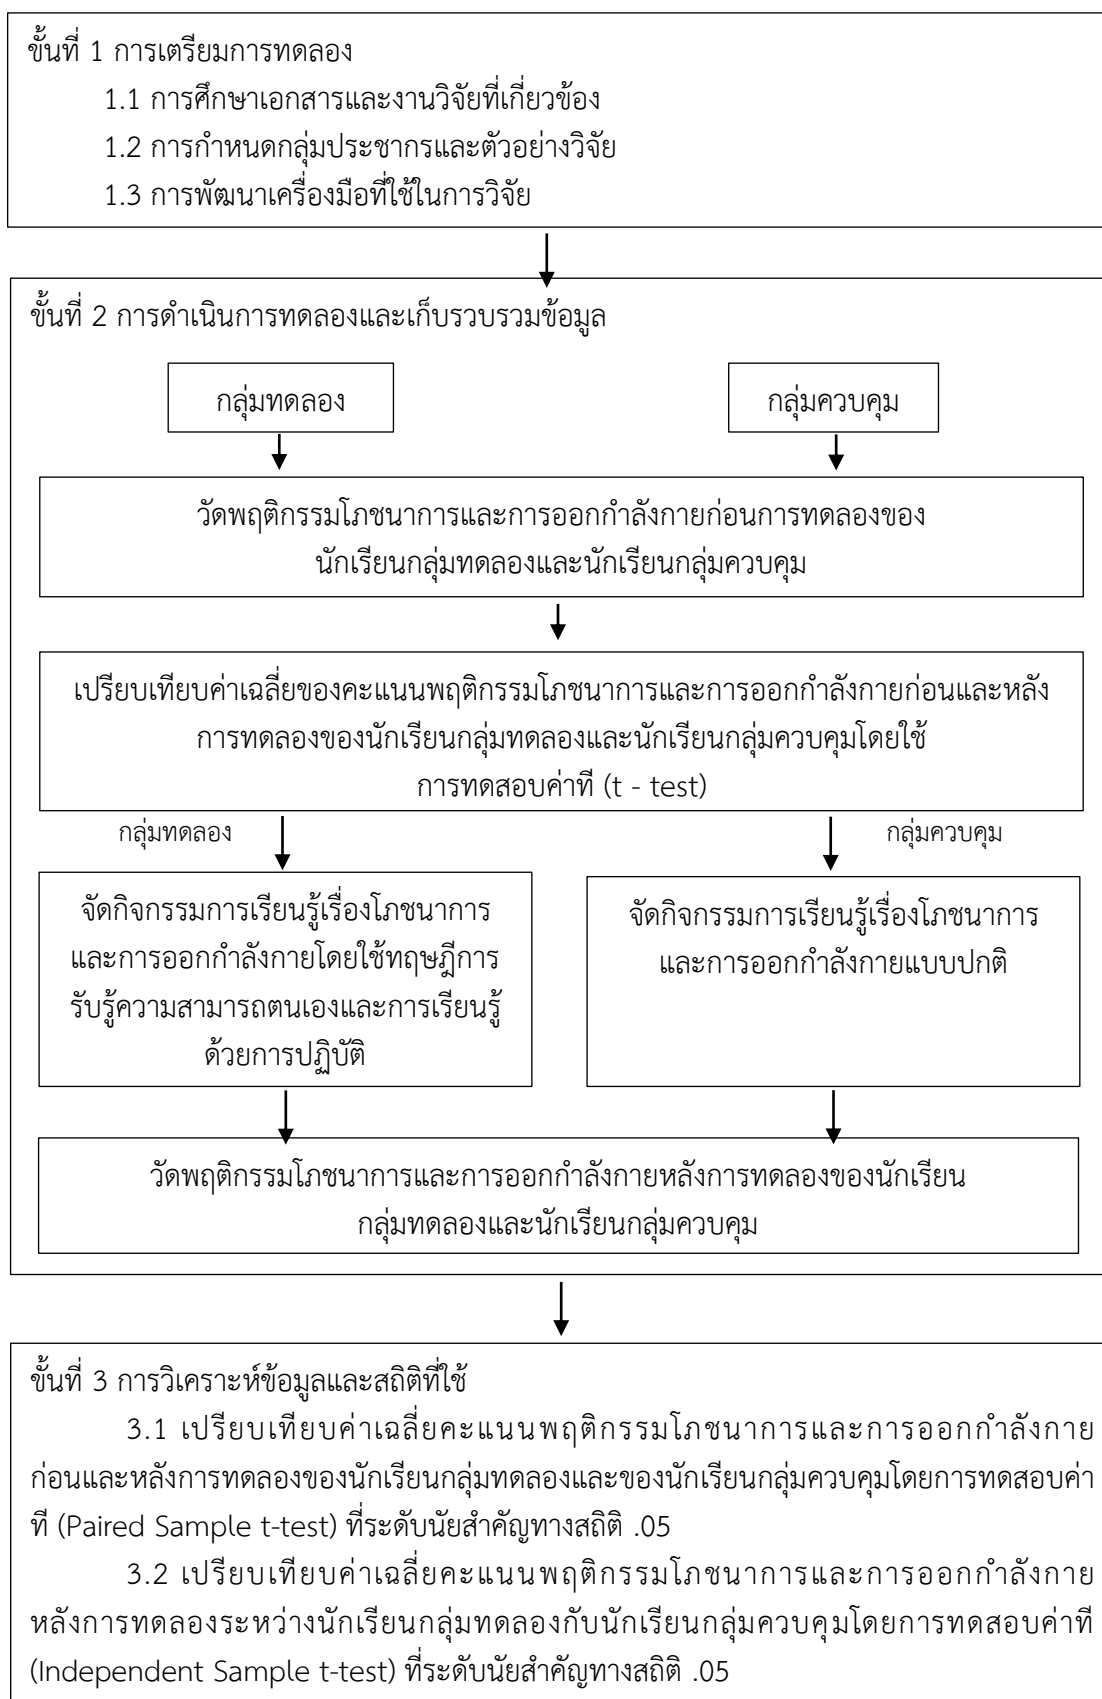 ขั้นที่ 1 การเตรียมการทดลอง
1.1 การศึกษาเอกสารและงานวิจัยที่เกี่ยวข้อง
1.2 การกำหนดกลุ่มประชากรและตัวอย่างวิจัย
1.3 การพัฒนาเครื่องมือที่ใช้ในการวิจัย
ขั้นที่ 2 การดำเนินการทดลองและเก็บรวบรวมข้อมูล
กลุ่มทดลอง
กลุ่มควบคุม
วัดพฤติกรรมโภชนาการและการออกกำลังกายก่อนการทดลองของ
นักเรียนกลุ่มทดลองและนักเรียนกลุ่มควบคุม
เปรียบเทียบค่าเฉลี่ยของคะแนนพฤติกรรมโภชนาการและการออกกำลังกายก่อนและหลัง
การทดลองของนักเรียนกลุ่มทดลองและนักเรียนกลุ่มควบคุมโดยใช้
การทดสอบค่าที (t - test)
กลุ่มทดลอง
กลุ่มควบคุม
จัดกิจกรรมการเรียนรู้เรื่องโภชนาการ
และการออกกำลังกายโดยใช้ทฤษฎีการ
รับรู้ความสามารถตนเองและการเรียนรู้
ด้วยการปฏิบัติ
จัดกิจกรรมการเรียนรู้เรื่องโภชนาการ
และการออกกำลังกายแบบปกติ
วัดพฤติกรรมโภชนาการและการออกกำลังกายหลังการทดลองของนักเรียน
กลุ่มทดลองและนักเรียนกลุ่มควบคุม
ขั้นที่ 3 การวิเคราะห์ข้อมูลและสถิติที่ใช้
3.1 เปรียบเทียบค่าเฉลี่ยคะแนนพฤติกรรมโภชนาการและการออกกำลังกาย
ก่อนและหลังการทดลองของนักเรียนกลุ่มทดลองและของนักเรียนกลุ่มควบคุมโดยการทดสอบค่า
ที (Paired Sample t-test) ที่ระดับนัยสำคัญทางสถิติ .05
3.2 เปรียบเทียบค่าเฉลี่ยคะแนนพฤติกรรมโภชนาการและการออกกำลังกาย
หลังการทดลองระหว่างนักเรียนกลุ่มทดลองกับนักเรียนกลุ่มควบคุมโดยการทดสอบค่าที
(Independent Sample t-test) ที่ระดับนัยสำคัญทางสถิติ .05